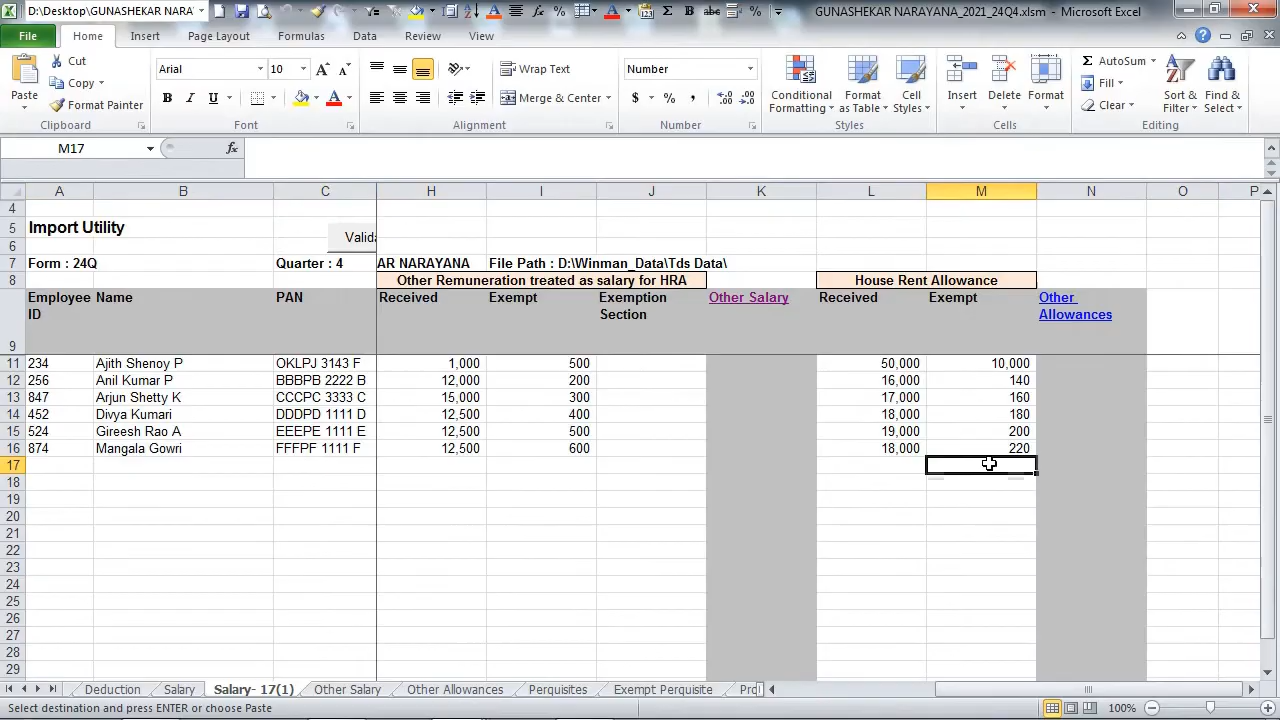 D:\Desktop\GUNASHEKAR NARA
GUNASHEKAR NARAYANA_2021_24Q4.xlsm - Microsoft Excel
File Home Insert Page Layout Formulas Data Review View
Paste
Cut
Copy
Format Painter
Clipboard
Arial 10
B I U
Font
Wrap Text
Merge & Center
Alignment
Number
$ % ,
Number
Conditional Formatting
Format as Table
Cell Styles
Styles
Insert
Delete
Format
Cells
AutoSum
Fill
Clear
Sort & Filter
Find & Select
Editing
M17 fx
A B C H I J K L M N O P
4
5 Import Utility Valida
6
7 Form : 24Q Quarter : 4 AR NARAYANA File Path : D:\Winman_Data\Tds Data\
8 Other Remuneration treated as salary for HRA House Rent Allowance
9 Employee ID Name PAN Received Exempt Exemption Section Other Salary Received Exempt Other Allowances
11 234 Ajith Shenoy P OKLPJ 3143 F 1,000 500 50,000 10,000
12 256 Anil Kumar P BBBPB 2222 B 12,000 200 16,000 140
13 847 Arjun Shetty K CCCPC 3333 C 15,000 300 17,000 160
14 452 Divya Kumari DDDPD 1111 D 12,500 400 18,000 180
15 524 Gireesh Rao A EEEPE 1111 E 12,500 500 19,000 200
16 874 Mangala Gowri FFFPF 1111 F 12,500 600 18,000 220
17
18
19
20
21
22
23
24
25
26
27
28
29
Deduction Salary Salary- 17(1) Other Salary Other Allowances Perquisites Exempt Perquisite
Select destination and press ENTER or choose Paste 100%